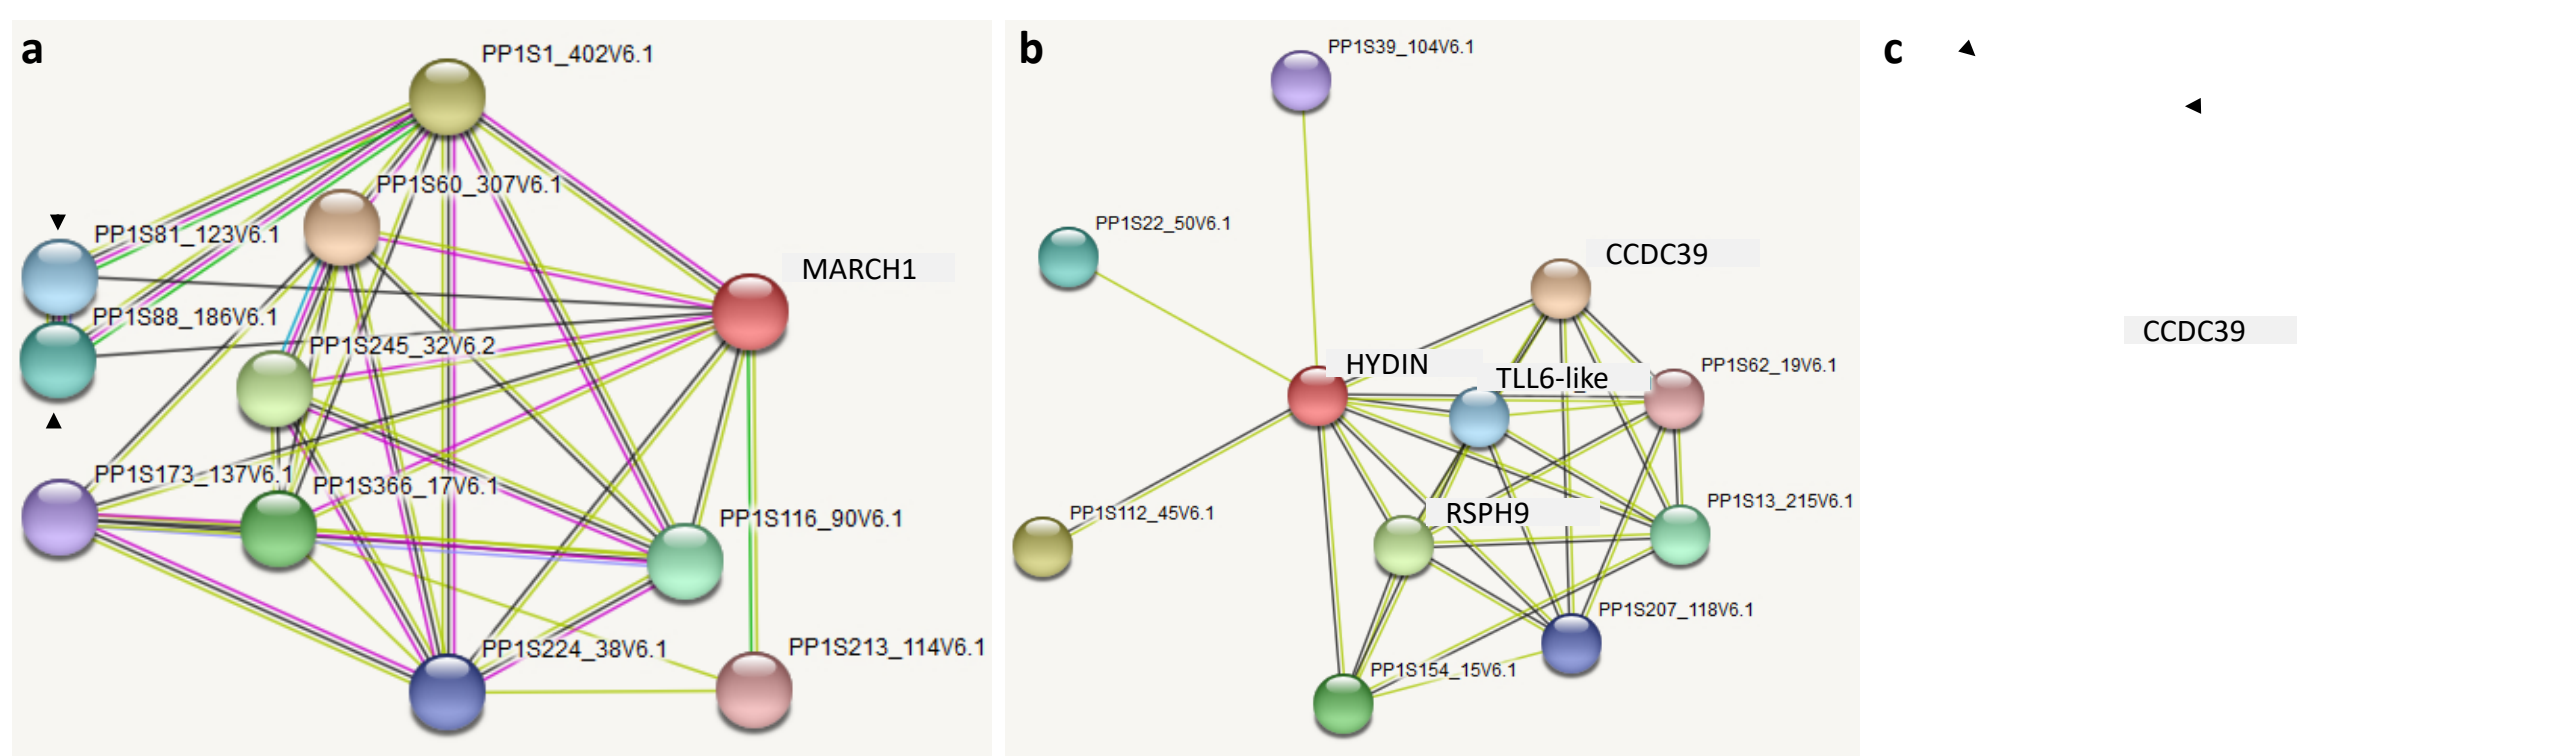 a
PP1S1_402V6.1
PP1S60_307V6.1
PP1S81_123V6.1
MARCH1
PP1S88_186V6.1
PP1S245_32V6.2
PP1S173_137V6.1
PP1S366_17V6.1
PP1S116_90V6.1
PP1S224_38V6.1
PP1S213_114V6.1
b
PP1S39_104V6.1
PP1S22_50V6.1
CCDC39
HYDIN
TLL6-like
PP1S62_19V6.1
PP1S112_45V6.1
RSPH9
PP1S13_215V6.1
PP1S207_118V6.1
PP1S154_15V6.1
c
CCDC39